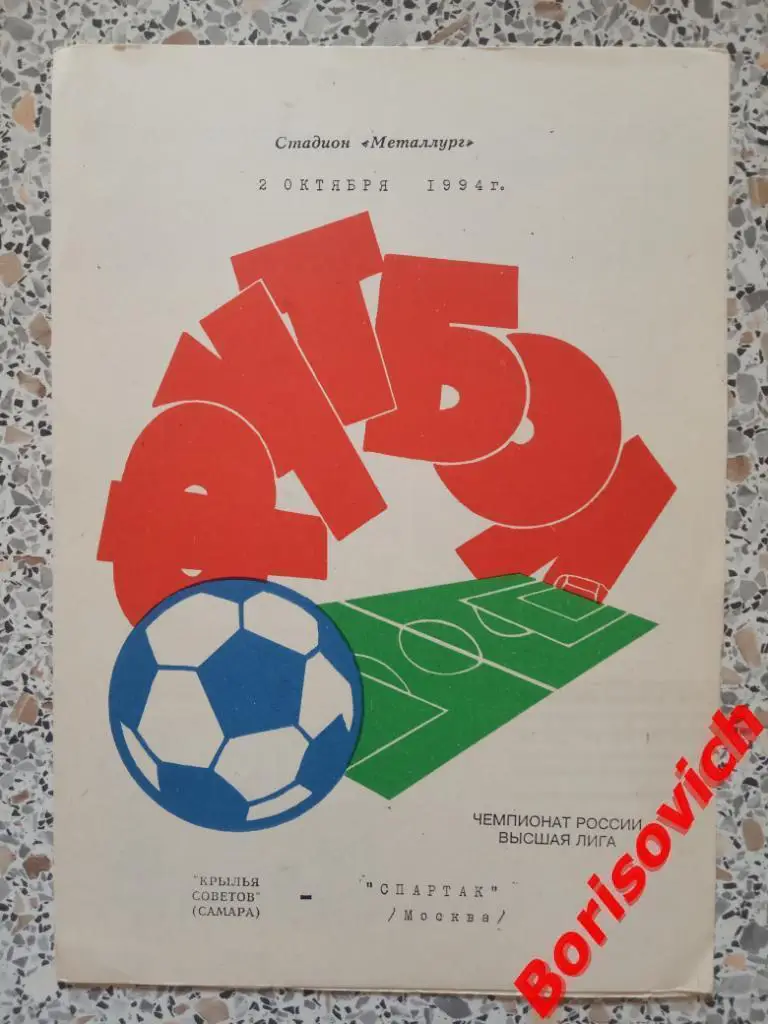 Стадион «Металлург»
2 ОКТЯБРЯ 1994г.
ФУТБОЛ
ЧЕМПИОНАТ РОССИИ
ВЫСШАЯ ЛИГА
"КРЫЛЬЯ
СОВЕТОВ"
(САМАРА)
-
"СПАРТАК"
/Москва/
Borisovich